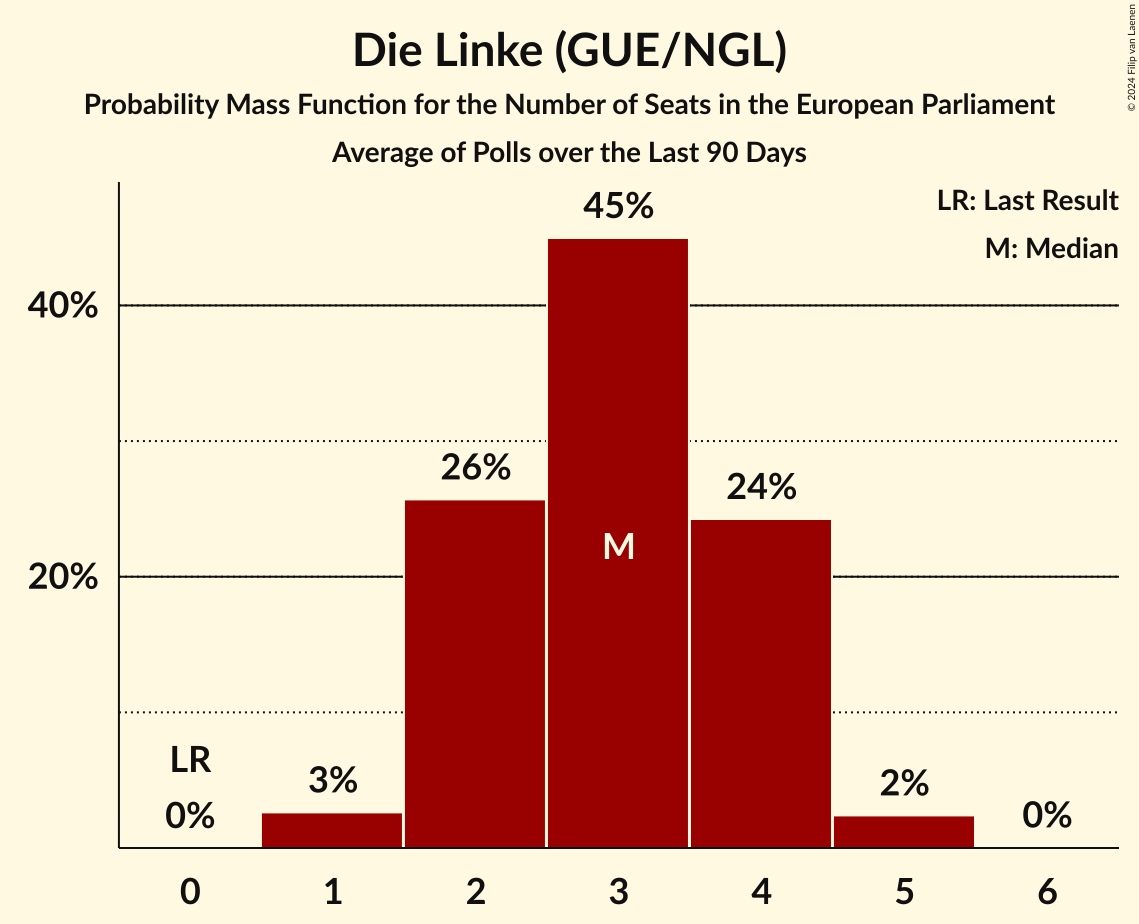 Die Linke (GUE/NGL)
Probability Mass Function for the Number of Seats in the European Parliament
Average of Polls over the Last 90 Days
© 2024 Filip van Laenen
LR: Last Result
M: Median
45%
40%
26%
24%
M
20%
LR
3%
2%
0%
0%
0 1 2 3 4 5 6